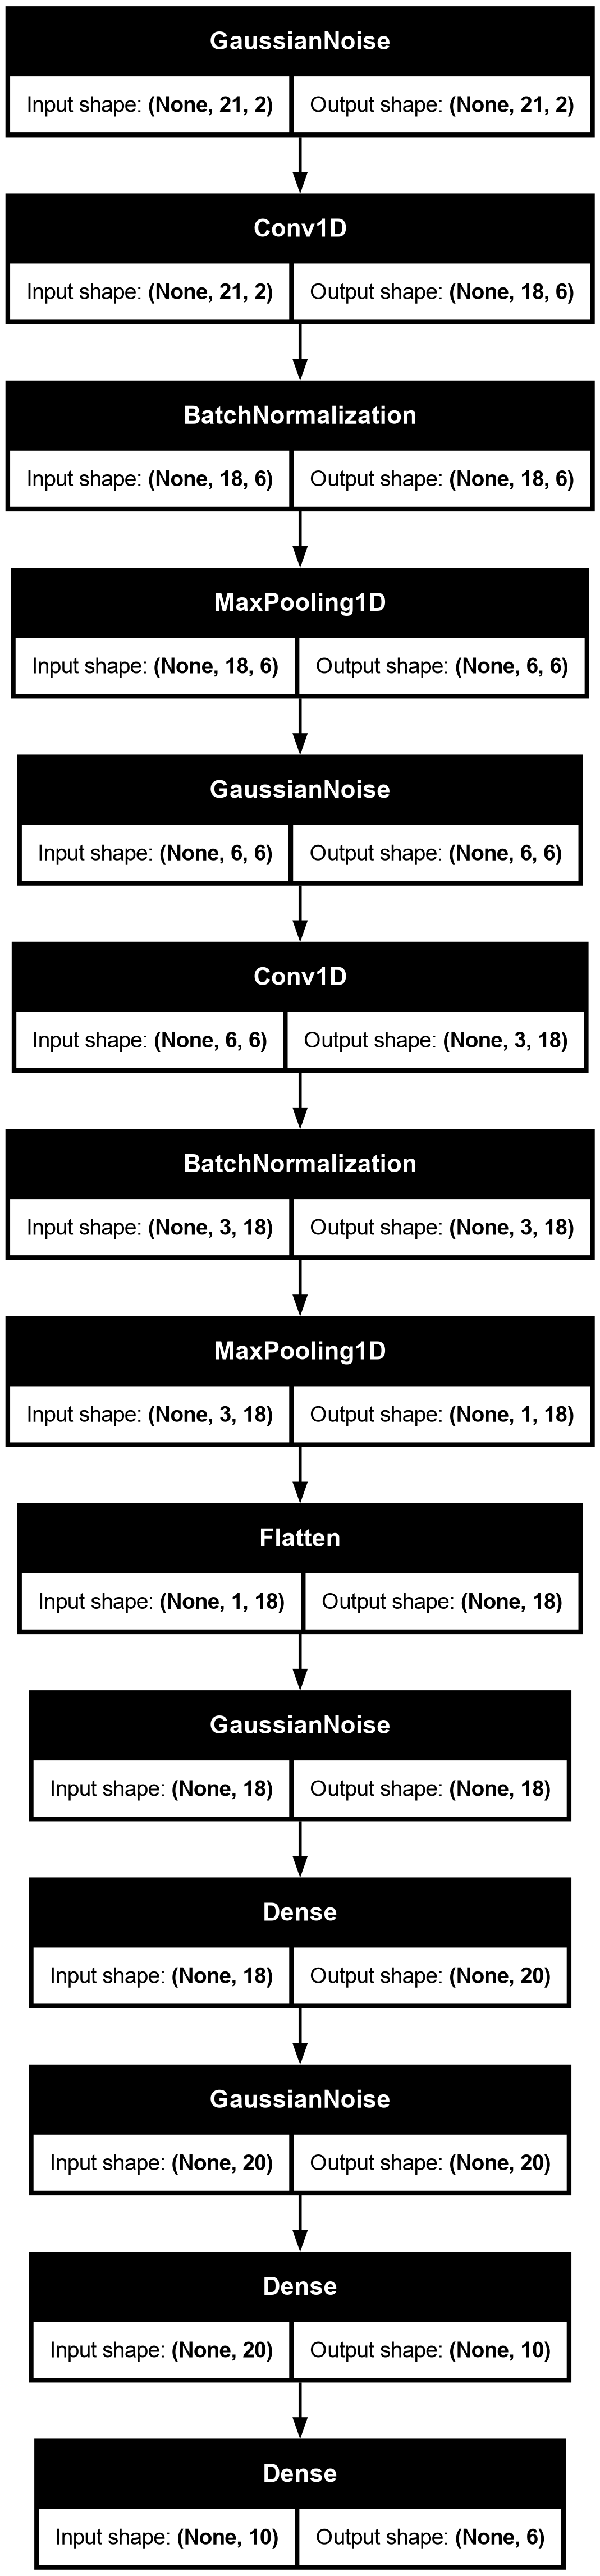 GaussianNoise
Input shape: (None, 21, 2) Output shape: (None, 21, 2)
Conv1D
Input shape: (None, 21, 2) Output shape: (None, 18, 6)
BatchNormalization
Input shape: (None, 18, 6) Output shape: (None, 18, 6)
MaxPooling1D
Input shape: (None, 18, 6) Output shape: (None, 6, 6)
GaussianNoise
Input shape: (None, 6, 6) Output shape: (None, 6, 6)
Conv1D
Input shape: (None, 6, 6) Output shape: (None, 3, 18)
BatchNormalization
Input shape: (None, 3, 18) Output shape: (None, 3, 18)
MaxPooling1D
Input shape: (None, 3, 18) Output shape: (None, 1, 18)
Flatten
Input shape: (None, 1, 18) Output shape: (None, 18)
GaussianNoise
Input shape: (None, 18) Output shape: (None, 18)
Dense
Input shape: (None, 18) Output shape: (None, 20)
GaussianNoise
Input shape: (None, 20) Output shape: (None, 20)
Dense
Input shape: (None, 20) Output shape: (None, 10)
Dense
Input shape: (None, 10) Output shape: (None, 6)